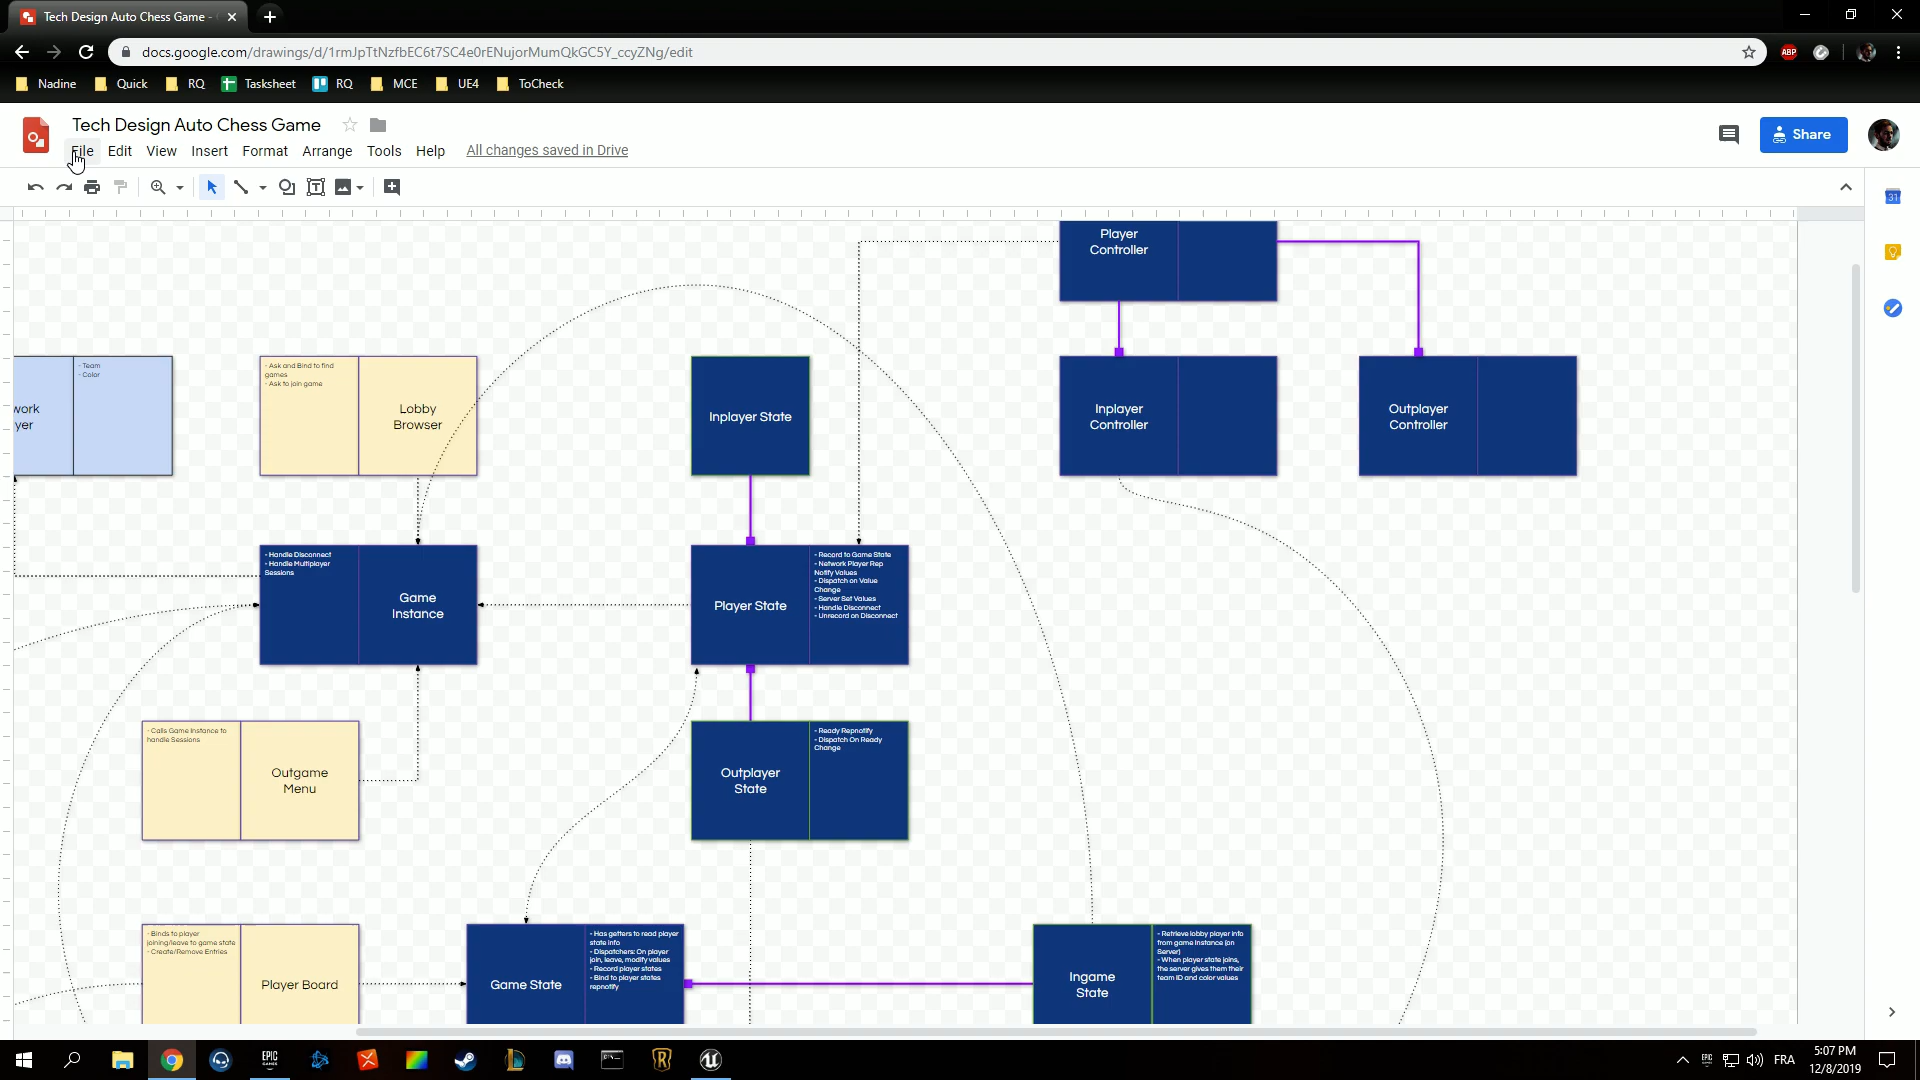 Tech Design Auto Chess Game -
docs.google.com/drawings/d/1rmJpTtNzfbEC6t7SC4e0rENujorMumQkGC5Y_ccyZNg/edit
ABP
Nadine Quick RQ Tasksheet RQ MCE UE4 ToCheck
Tech Design Auto Chess Game
File Edit View Insert Format Arrange Tools Help All changes saved in Drive
Share
31
Player
Controller
- Team
- Color
- Ask and Bind to find
games
- Ask to join game
Lobby
Browser
Inplayer State
Inplayer
Controller
Outplayer
Controller
- Handle Disconnect
- Handle Multiplayer
Sessions
Game
Instance
Player State
- Record to Game State
- Network Player Rep
Notify Values
- Dispatch on Value
Change
- Server Set Values
- Handle Disconnect
- Unrecord on Disconnect
- Calls Game Instance to
handle Sessions
Outgame
Menu
Outplayer
State
- Ready Repnotify
- Dispatch On Ready
Change
- Binds to player
joining/leave to game state
- Create/Remove Entries
Player Board
Game State
- Has getters to read player
state info
- Dispatchers: On player
join, leave, modify values
- Record player states
- Bind to player states
repnotify
Ingame
State
- Retrieve lobby player info
from game instance (on
Server)
- When player state joins,
the server gives them their
team ID and color values
EPIC
GAMES
FRA
5:07 PM
12/8/2019